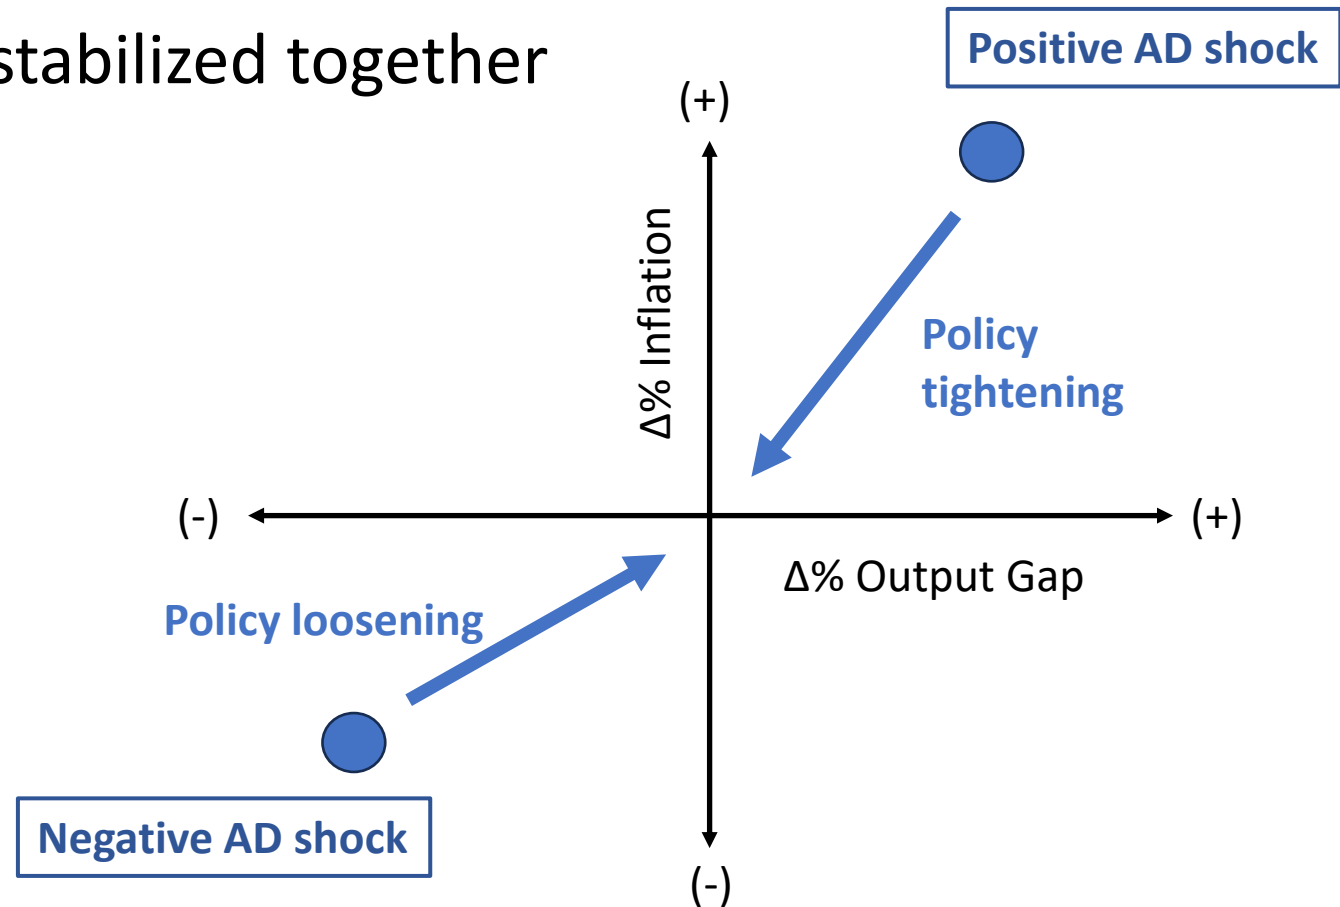 stabilized together
Positive AD shock
(+)
Δ% Inflation
Policy
tightening
(-)
(+)
Δ% Output Gap
Policy loosening
Negative AD shock
(-)